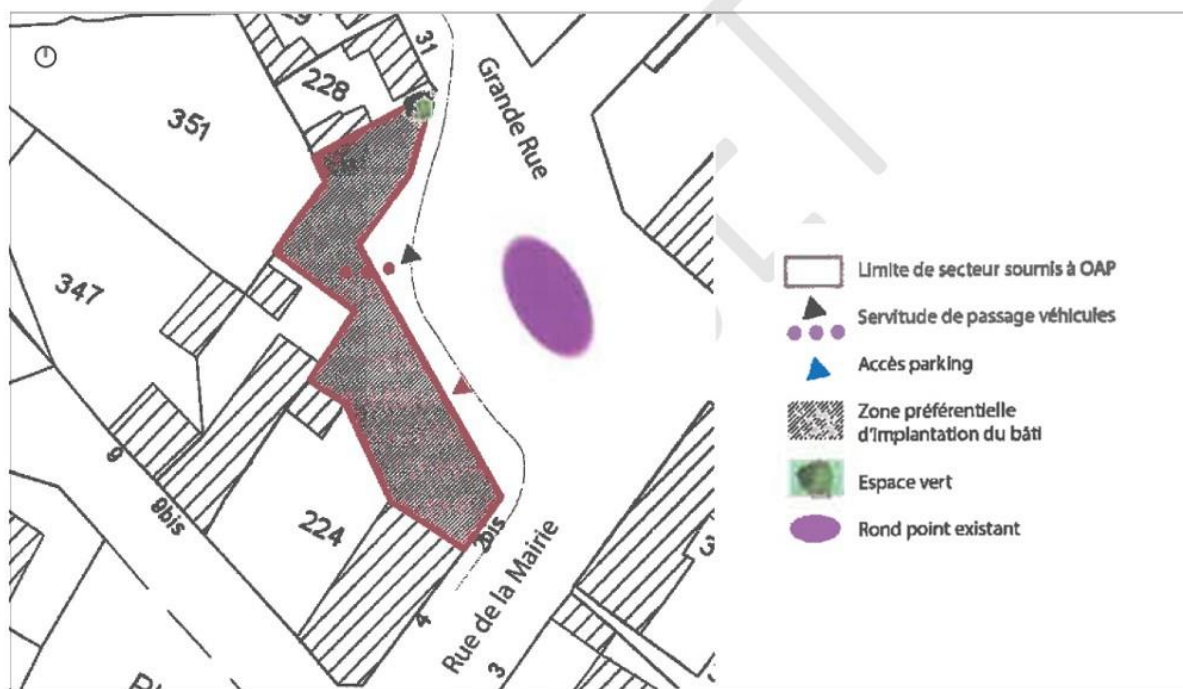 31
Grande Rue
228
351
347
9
9bis
224
2bis
4
Rue de la Mairie
3
3
Limite de secteur soumis à OAP
Servitude de passage véhicules
Accès parking
Zone préférentielle
d'implantation du bâti
Espace vert
Rond point existant